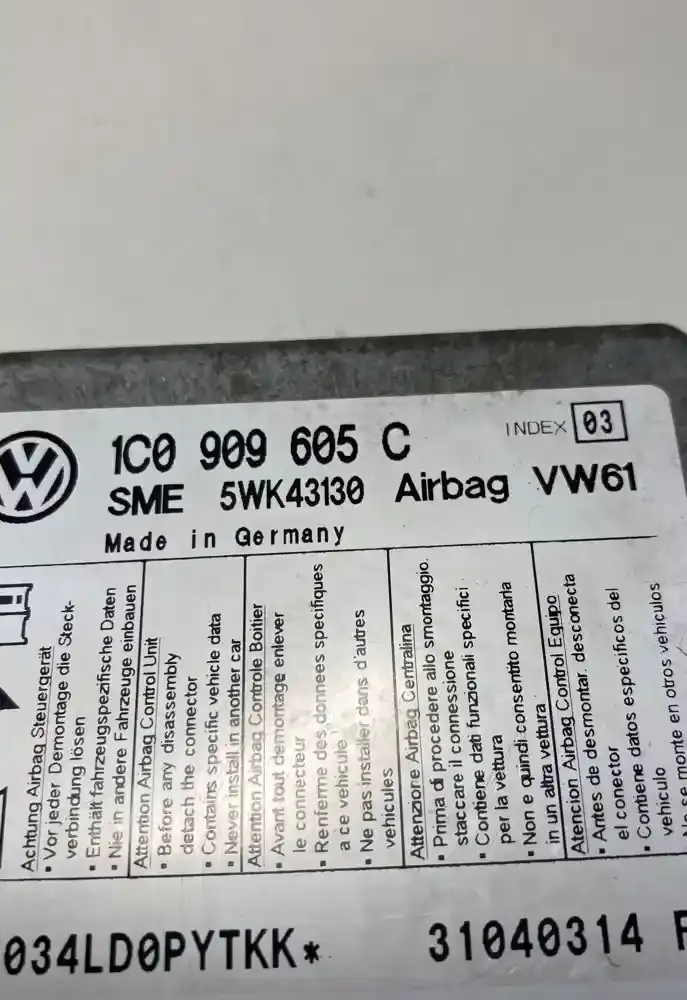 1C0 909 605 C
INDEX 03
SME 5WK43130 Airbag VW61
Made in Germany
Achtung Airbag Steuergerät
• Vor jeder Demontage die Steck-
verbindung lösen
• Enthält fahrzeugspezifische Daten
• Nie in andere Fahrzeuge einbauen
Attention Airbag Control Unit
• Before any disassembly
detach the connector
• Contains specific vehicle data
• Never install in another car
Attention Airbag Controle Boitier
• Avant tout demontage enlever
le connecteur
• Renferme des donnees specifiques
a ce vehicule
• Ne pas installer dans d'autres
vehicules
Attenzione Airbag Centralina
• Prima di procedere allo smontaggio.
staccare il connessione
• Contiene dati funzionali specifici
per la vettura
• Non e quindi consentito montarla
in un altra vettura
Atencion Airbag Control Equipo
• Antes de desmontar. desconecta
el conector
• Contiene datos especificos del
vehiculo
se monte en otros vehiculos
034LD0PYTKK*
31040314